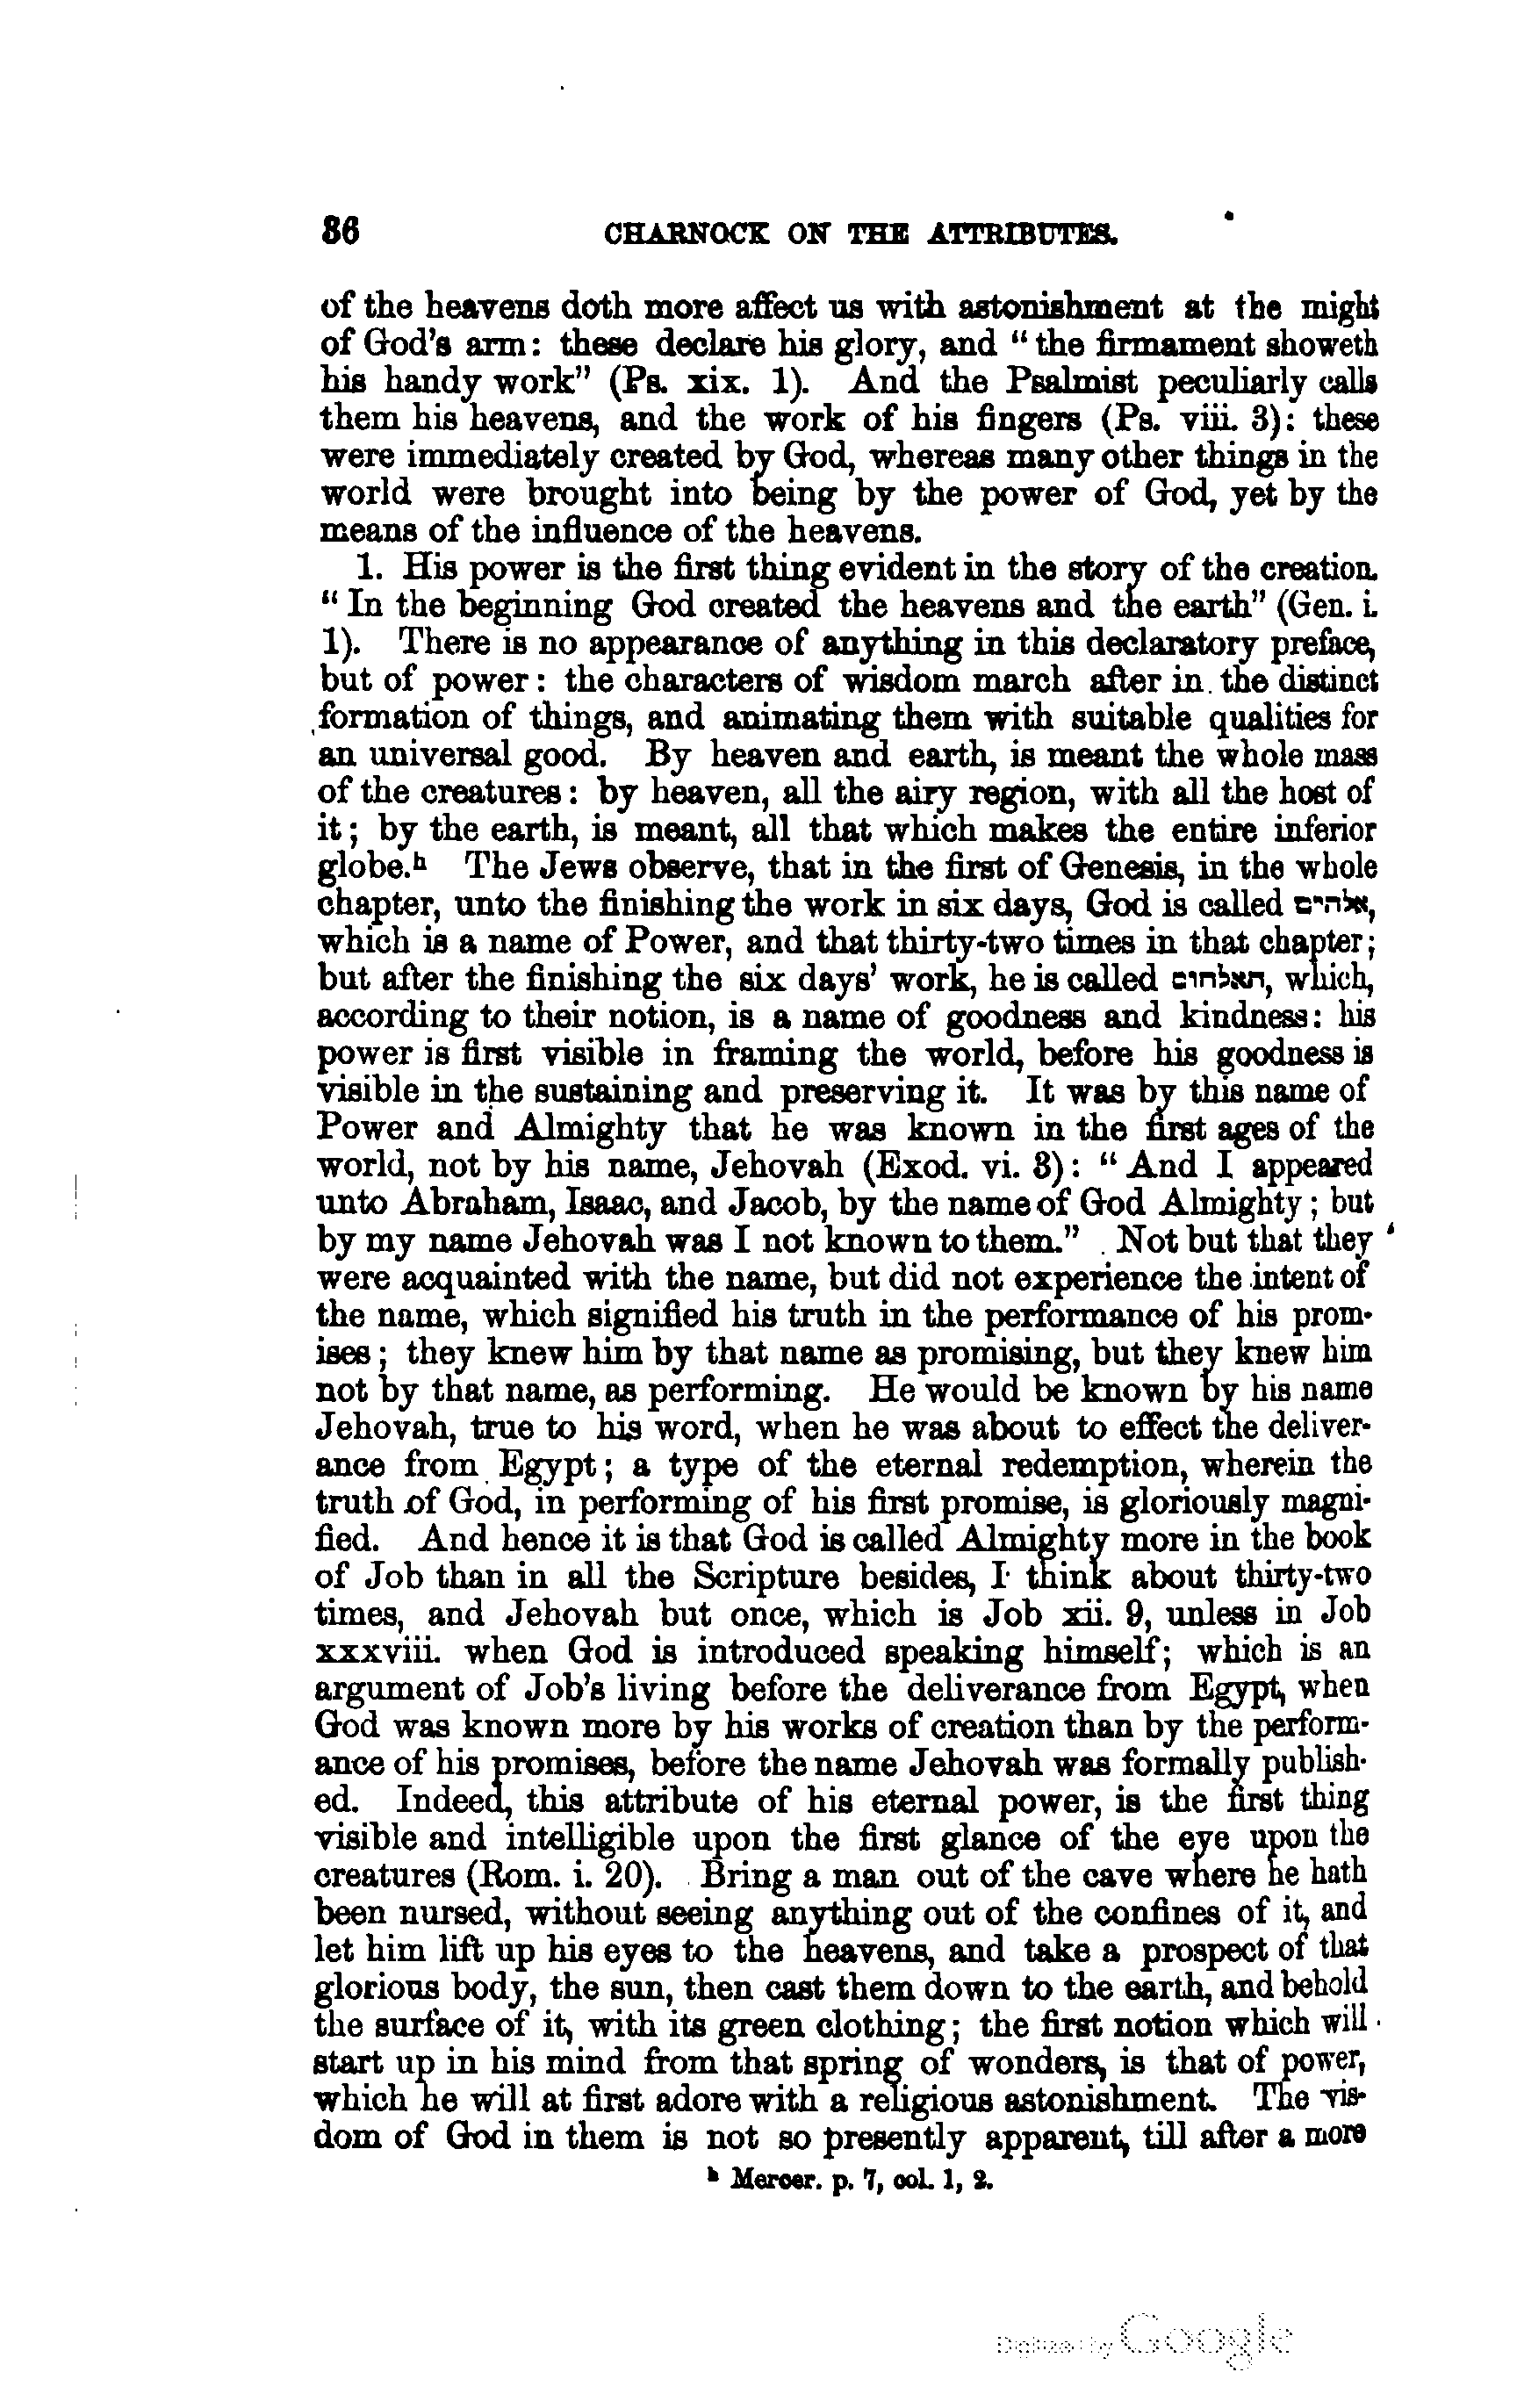 36 CHARNOCK ON THE ATTRIBUTES.
of the heavens doth more affect us with astonishment at the might
of God's arm: these declare his glory, and "the firmament showeth
his handy work" (Ps. xix. 1). And the Psalmist peculiarly calls
them his heavens, and the work of his fingers (Ps. viii. 3): these
were immediately created by God, whereas many other things in the
world were brought into being by the power of God, yet by the
means of the influence of the heavens.
1. His power is the first thing evident in the story of the creation.
"In the beginning God created the heavens and the earth" (Gen. i.
1). There is no appearance of anything in this declaratory preface,
but of power: the characters of wisdom march after in the distinct
formation of things, and animating them with suitable qualities for
an universal good. By heaven and earth, is meant the whole mass
of the creatures: by heaven, all the airy region, with all the host of
it; by the earth, is meant, all that which makes the entire inferior
globe.h The Jews observe, that in the first of Genesis, in the whole
chapter, unto the finishing the work in six days, God is called אלהים,
which is a name of Power, and that thirty-two times in that chapter;
but after the finishing the six days' work, he is called , which,
according to their notion, is a name of goodness and kindness: his
power is first visible in framing the world, before his goodness is
visible in the sustaining and preserving it. It was by this name of
Power and Almighty that he was known in the first ages of the
world, not by his name, Jehovah (Exod. vi. 3): "And I appeared
unto Abraham, Isaac, and Jacob, by the name of God Almighty; but
by my name Jehovah was I not known to them." Not but that they
were acquainted with the name, but did not experience the intent of
the name, which signified his truth in the performance of his prom-
ises; they knew him by that name as promising, but they knew him
not by that name, as performing. He would be known by his name
Jehovah, true to his word, when he was about to effect the deliver-
ance from Egypt; a type of the eternal redemption, wherein the
truth of God, in performing of his first promise, is gloriously magni-
fied. And hence it is that God is called Almighty more in the book
of Job than in all the Scripture besides, I think about thirty-two
times, and Jehovah but once, which is Job xii. 9, unless in Job
xxxviii. when God is introduced speaking himself; which is an
argument of Job's living before the deliverance from Egypt, when
God was known more by his works of creation than by the perform-
ance of his promises, before the name Jehovah was formally publish-
ed. Indeed, this attribute of his eternal power, is the first thing
visible and intelligible upon the first glance of the eye upon the
creatures (Rom. i. 20). Bring a man out of the cave where he hath
been nursed, without seeing anything out of the confines of it, and
let him lift up his eyes to the heavens, and take a prospect of that
glorious body, the sun, then cast them down to the earth, and behold
the surface of it, with its green clothing; the first notion which will
start up in his mind from that spring of wonders, is that of power,
which he will at first adore with a religious astonishment. The vis-
dom of God in them is not so presently apparent, till after a more
h Mercer. p. 7, col. 1, 2.
Digitized by Google